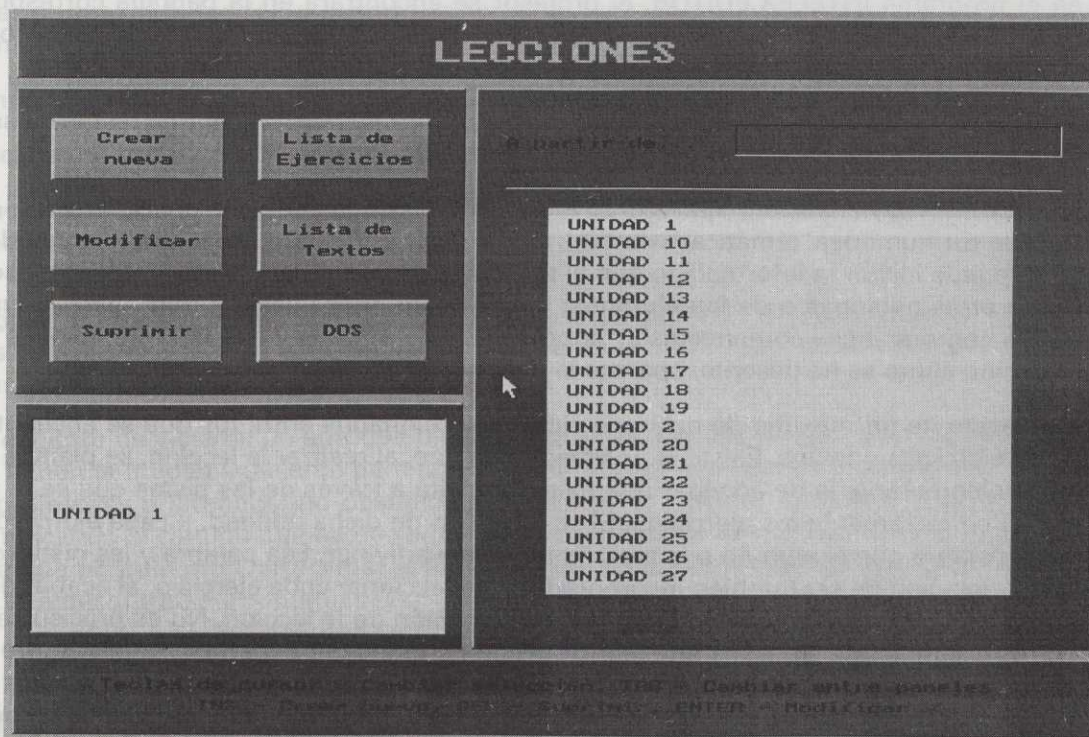 LECCIONES
Crear
nueva
Lista de
Ejercicios
Modificar
Lista de
Textos
Suprimir
DOS
UNIDAD 1
A partir de...
UNIDAD 1
UNIDAD 10
UNIDAD 11
UNIDAD 12
UNIDAD 13
UNIDAD 14
UNIDAD 15
UNIDAD 16
UNIDAD 17
UNIDAD 18
UNIDAD 19
UNIDAD 2
UNIDAD 20
UNIDAD 21
UNIDAD 22
UNIDAD 23
UNIDAD 24
UNIDAD 25
UNIDAD 26
UNIDAD 27
Teclas de cursor - Cambiar selección, TAB - Cambiar entre paneles
INS - Crear nueva, DEL - Suprimir, ENTER - Modificar